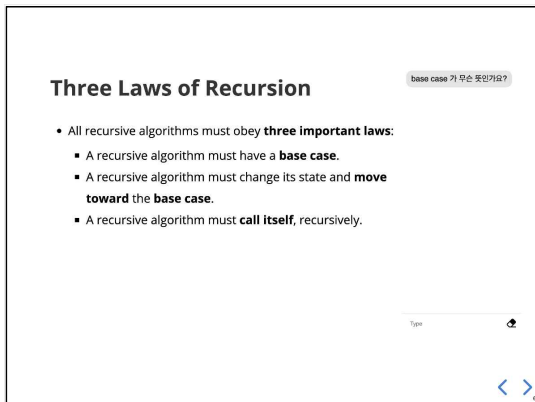 Three Laws of Recursion
• All recursive algorithms must obey three important laws:
▪ A recursive algorithm must have a base case.
▪ A recursive algorithm must change its state and move
toward the base case.
▪ A recursive algorithm must call itself, recursively.
base case 가 무슨 뜻인가요?
Type